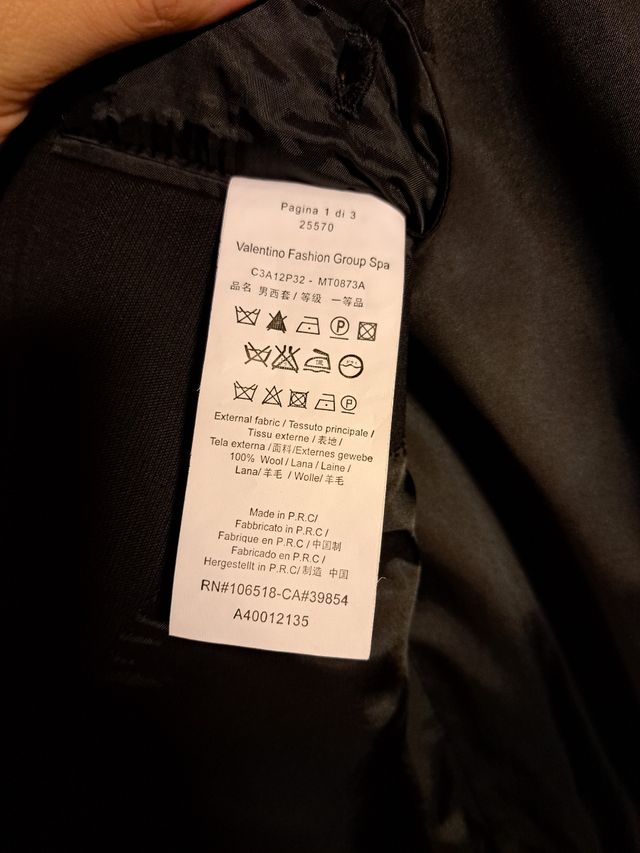 Pagina 1 di 3
25570
Valentino Fashion Group Spa
C3A12P32 - MT0873A
品名 男西套 / 等级 一等品
External fabric / Tessuto principale /
Tissu externe / 表地 /
Tela externa / 面料/Externes gewebe
100% Wool / Lana / Laine /
Lana/ 羊毛 / Wolle/ 羊毛
Made in P.R.C/
Fabbricato in P.R.C /
Fabrique en P.R.C / 中国制
Fabricado en P.R.C /
Hergestellt in P.R.C/ 制造 中国
RN#106518-CA#39854
A40012135